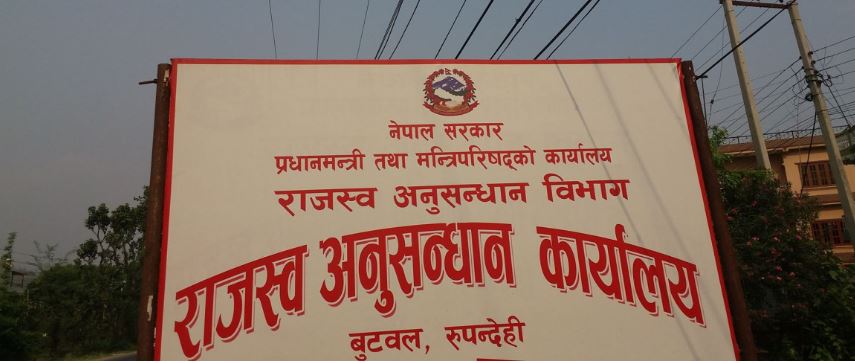 नेपाल सरकार
प्रधानमन्त्री तथा मन्त्रिपरिषद्को कार्यालय
राजस्व अनुसन्धान विभाग
राजस्व अनुसन्धान कार्यालय
बुटवल, रुपन्देही